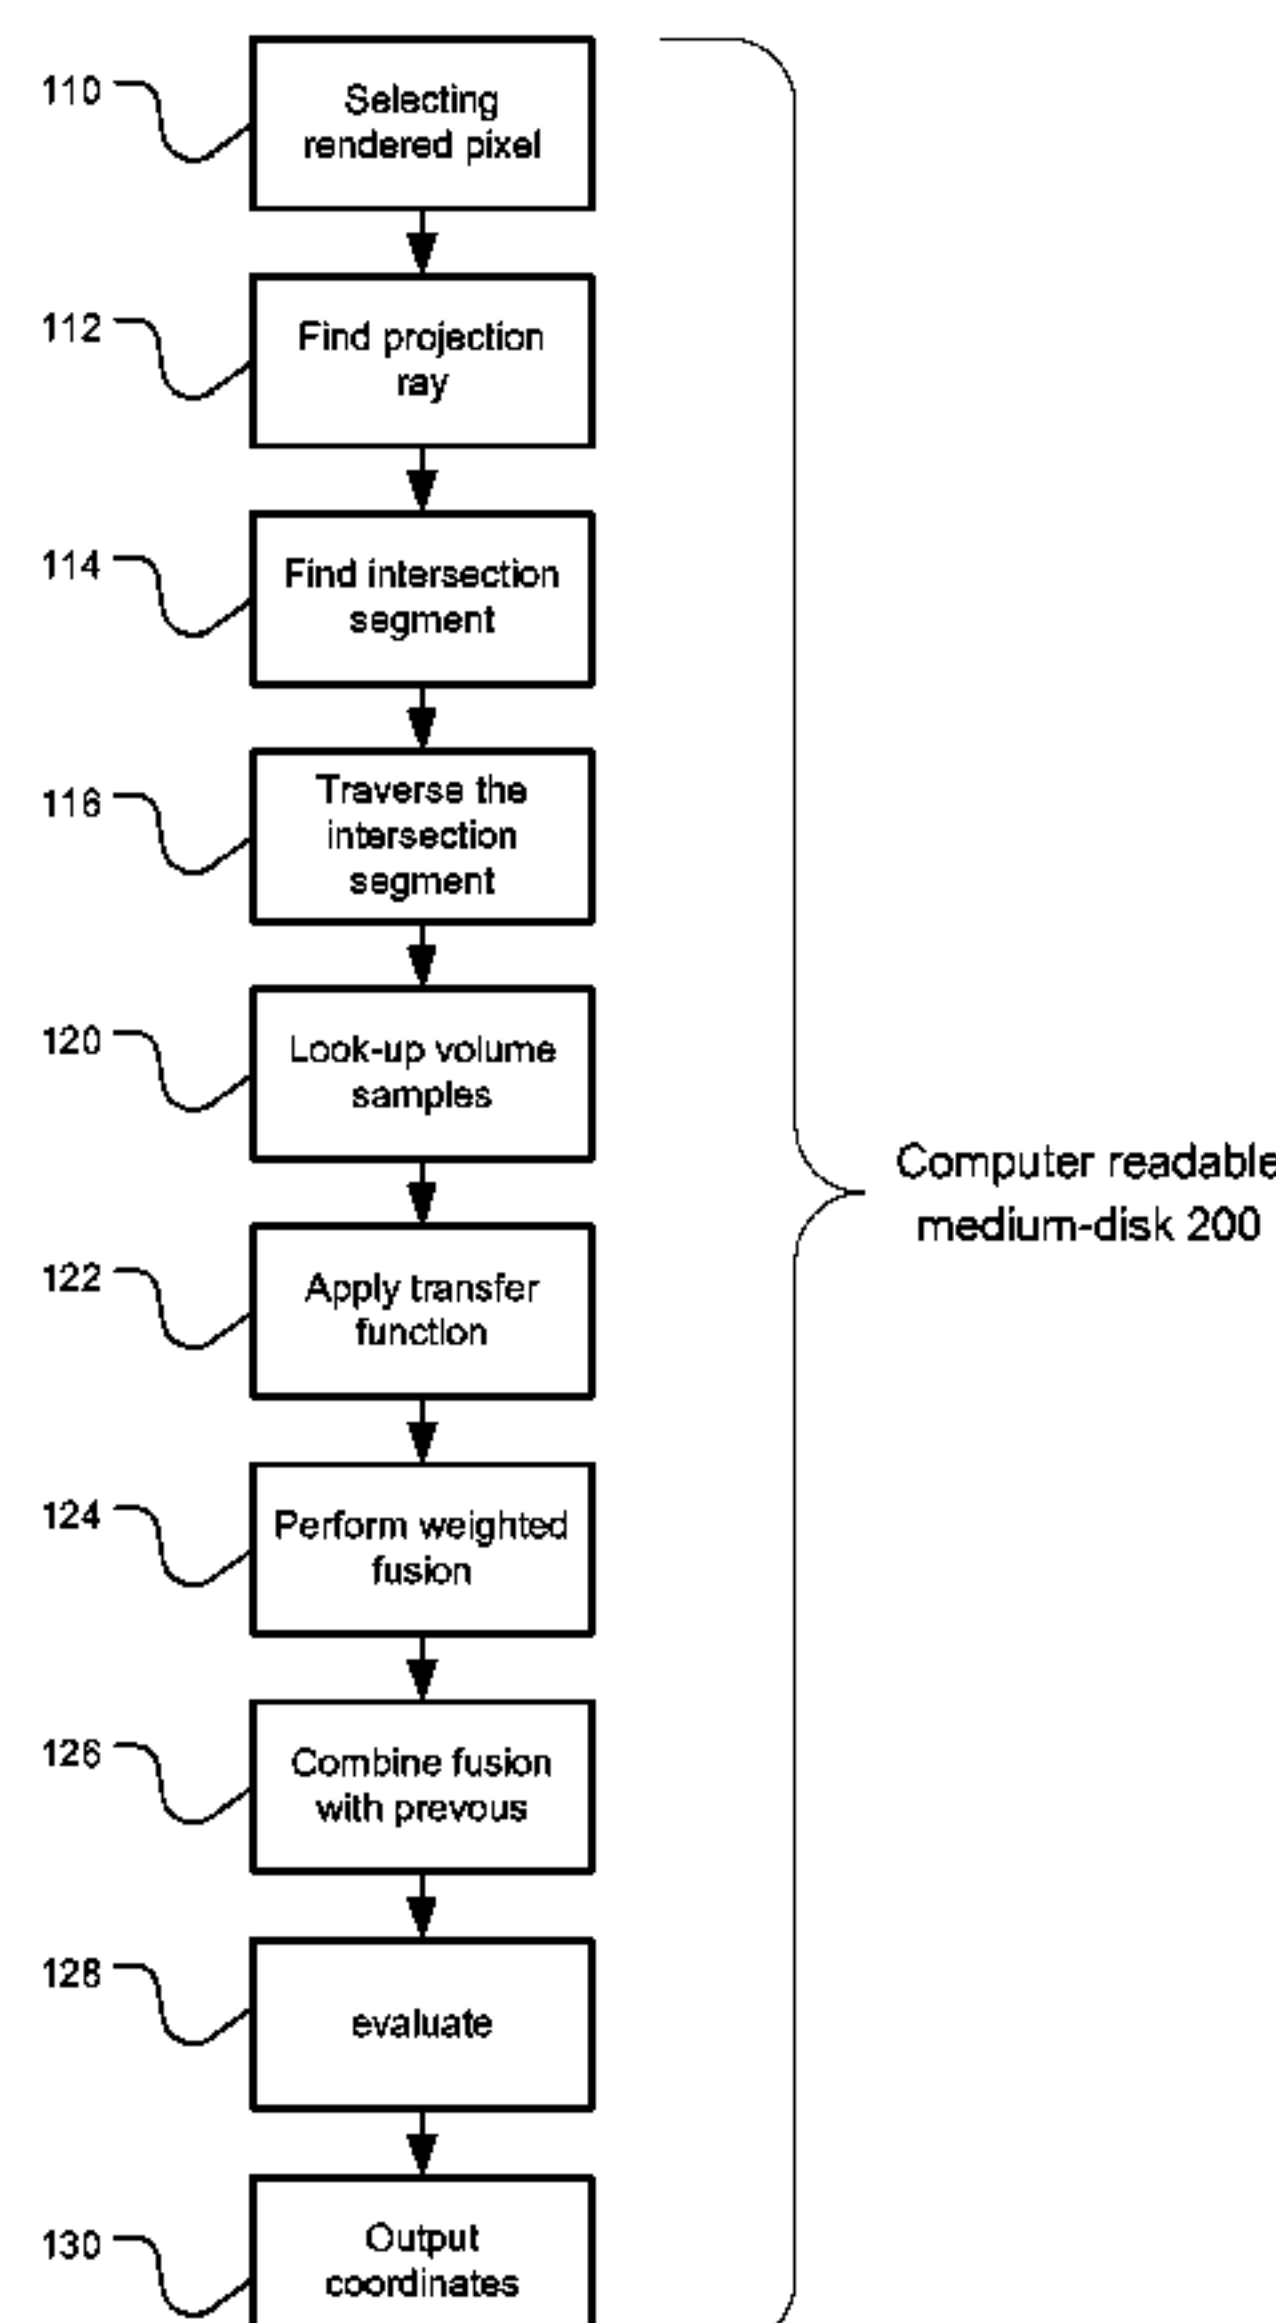 110
Selecting
rendered pixel
112
Find projection
ray
114
Find intersection
segment
116
Traverse the
intersection
segment
120
Look-up volume
samples
122
Apply transfer
function
124
Perform weighted
fusion
126
Combine fusion
with prevous
128
evaluate
130
Output
coordinates
Computer readable
medium-disk 200